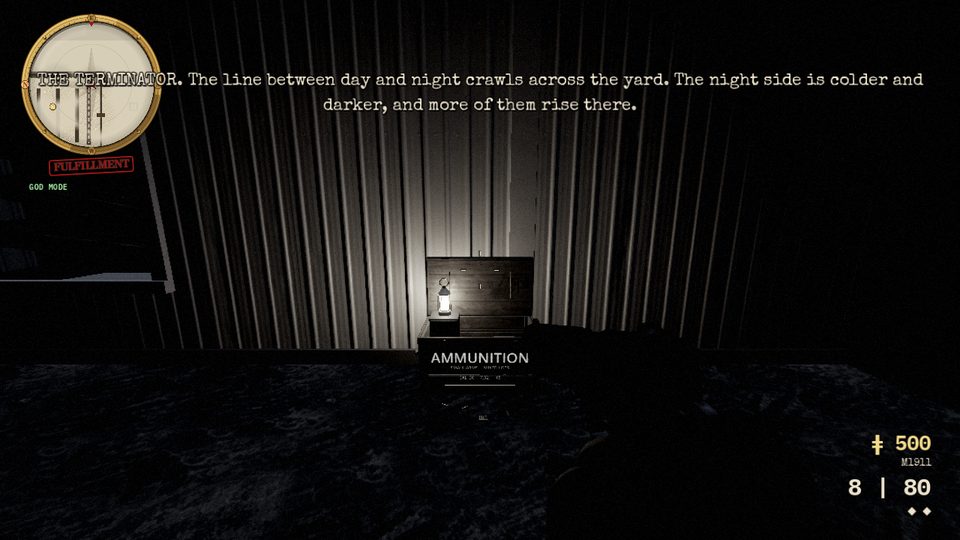 THE TERMINATOR. The line between day and night crawls across the yard. The night side is colder and
darker, and more of them rise there.
FULFILLMENT
GOD MODE
AMMUNITION
500
M1911
8 | 80